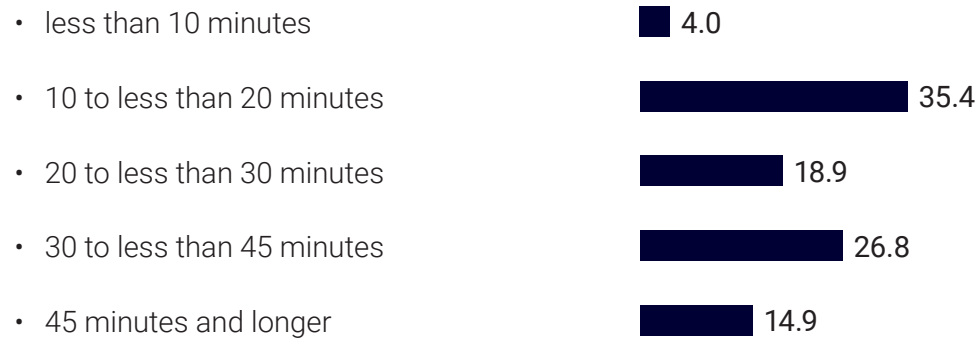 • less than 10 minutes 4.0
• 10 to less than 20 minutes 35.4
• 20 to less than 30 minutes 18.9
• 30 to less than 45 minutes 26.8
• 45 minutes and longer 14.9